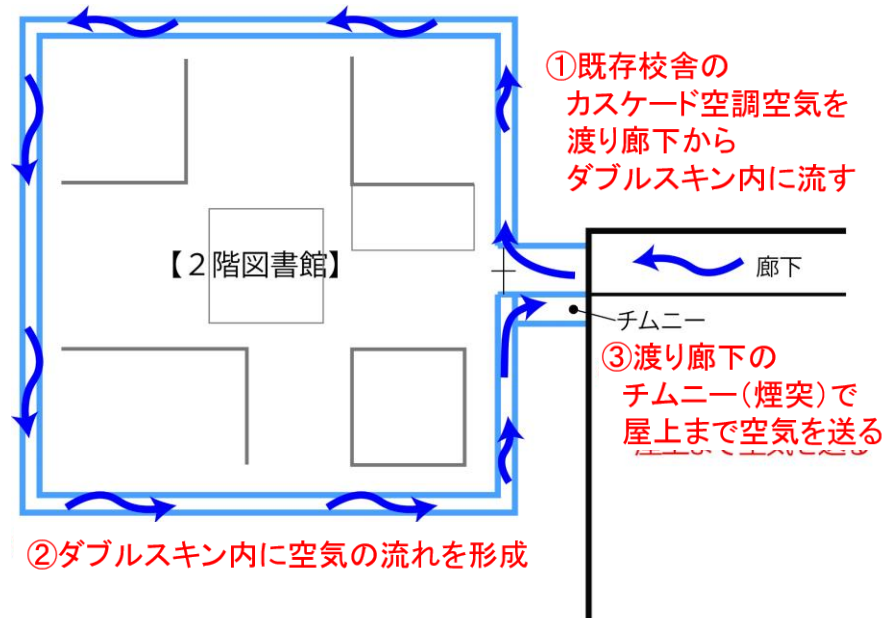 ①既存校舎の
カスケード空調空気を
渡り廊下から
ダブルスキン内に流す
【２階図書館】
廊下
チムニー
③渡り廊下の
チムニー（煙突）で
屋上まで空気を送る
②ダブルスキン内に空気の流れを形成